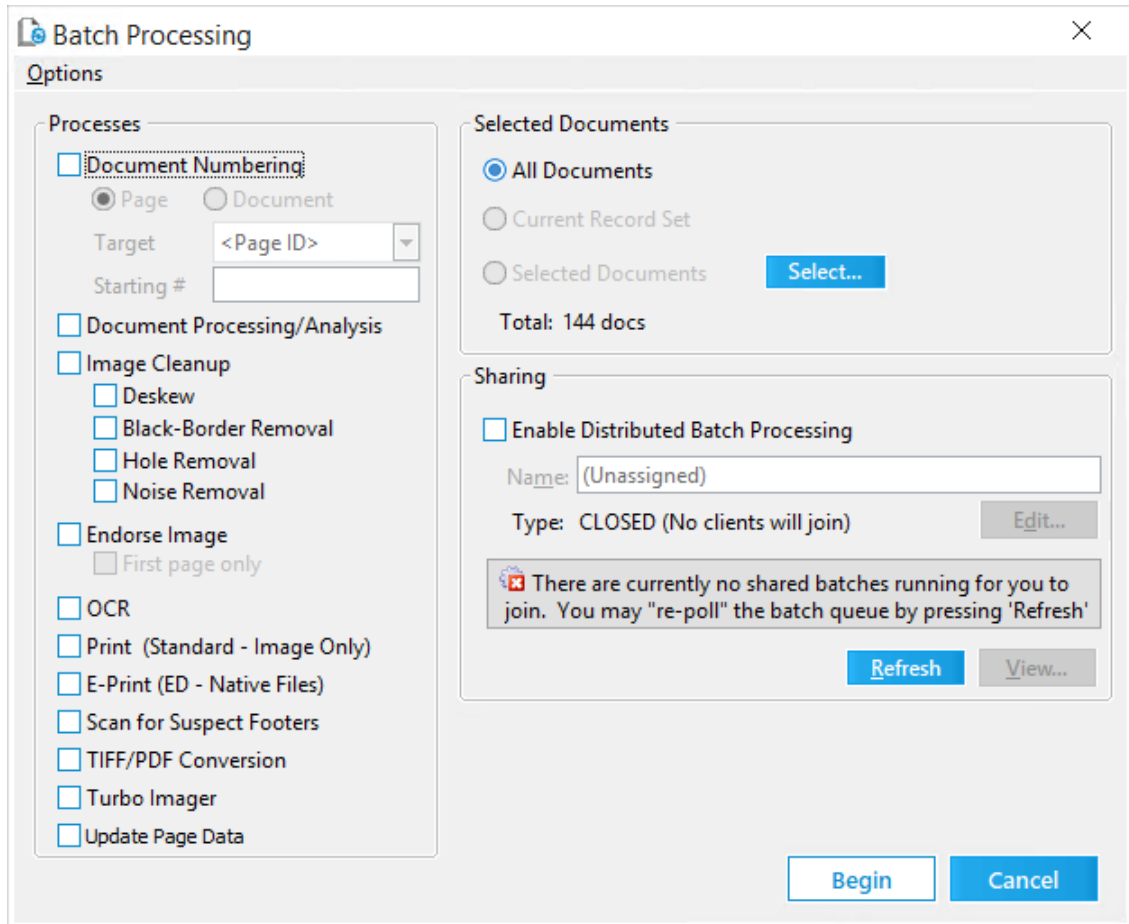 Batch Processing
Options
Processes
Document Numbering
Page Document
Target <Page ID>
Starting #
Document Processing/Analysis
Image Cleanup
Deskew
Black-Border Removal
Hole Removal
Noise Removal
Endorse Image
First page only
OCR
Print (Standard - Image Only)
E-Print (ED - Native Files)
Scan for Suspect Footers
TIFF/PDF Conversion
Turbo Imager
Update Page Data
Selected Documents
All Documents
Current Record Set
Selected Documents Select...
Total: 144 docs
Sharing
Enable Distributed Batch Processing
Name: (Unassigned)
Type: CLOSED (No clients will join) Edit...
There are currently no shared batches running for you to
join. You may "re-poll" the batch queue by pressing 'Refresh'
Refresh View...
Begin Cancel